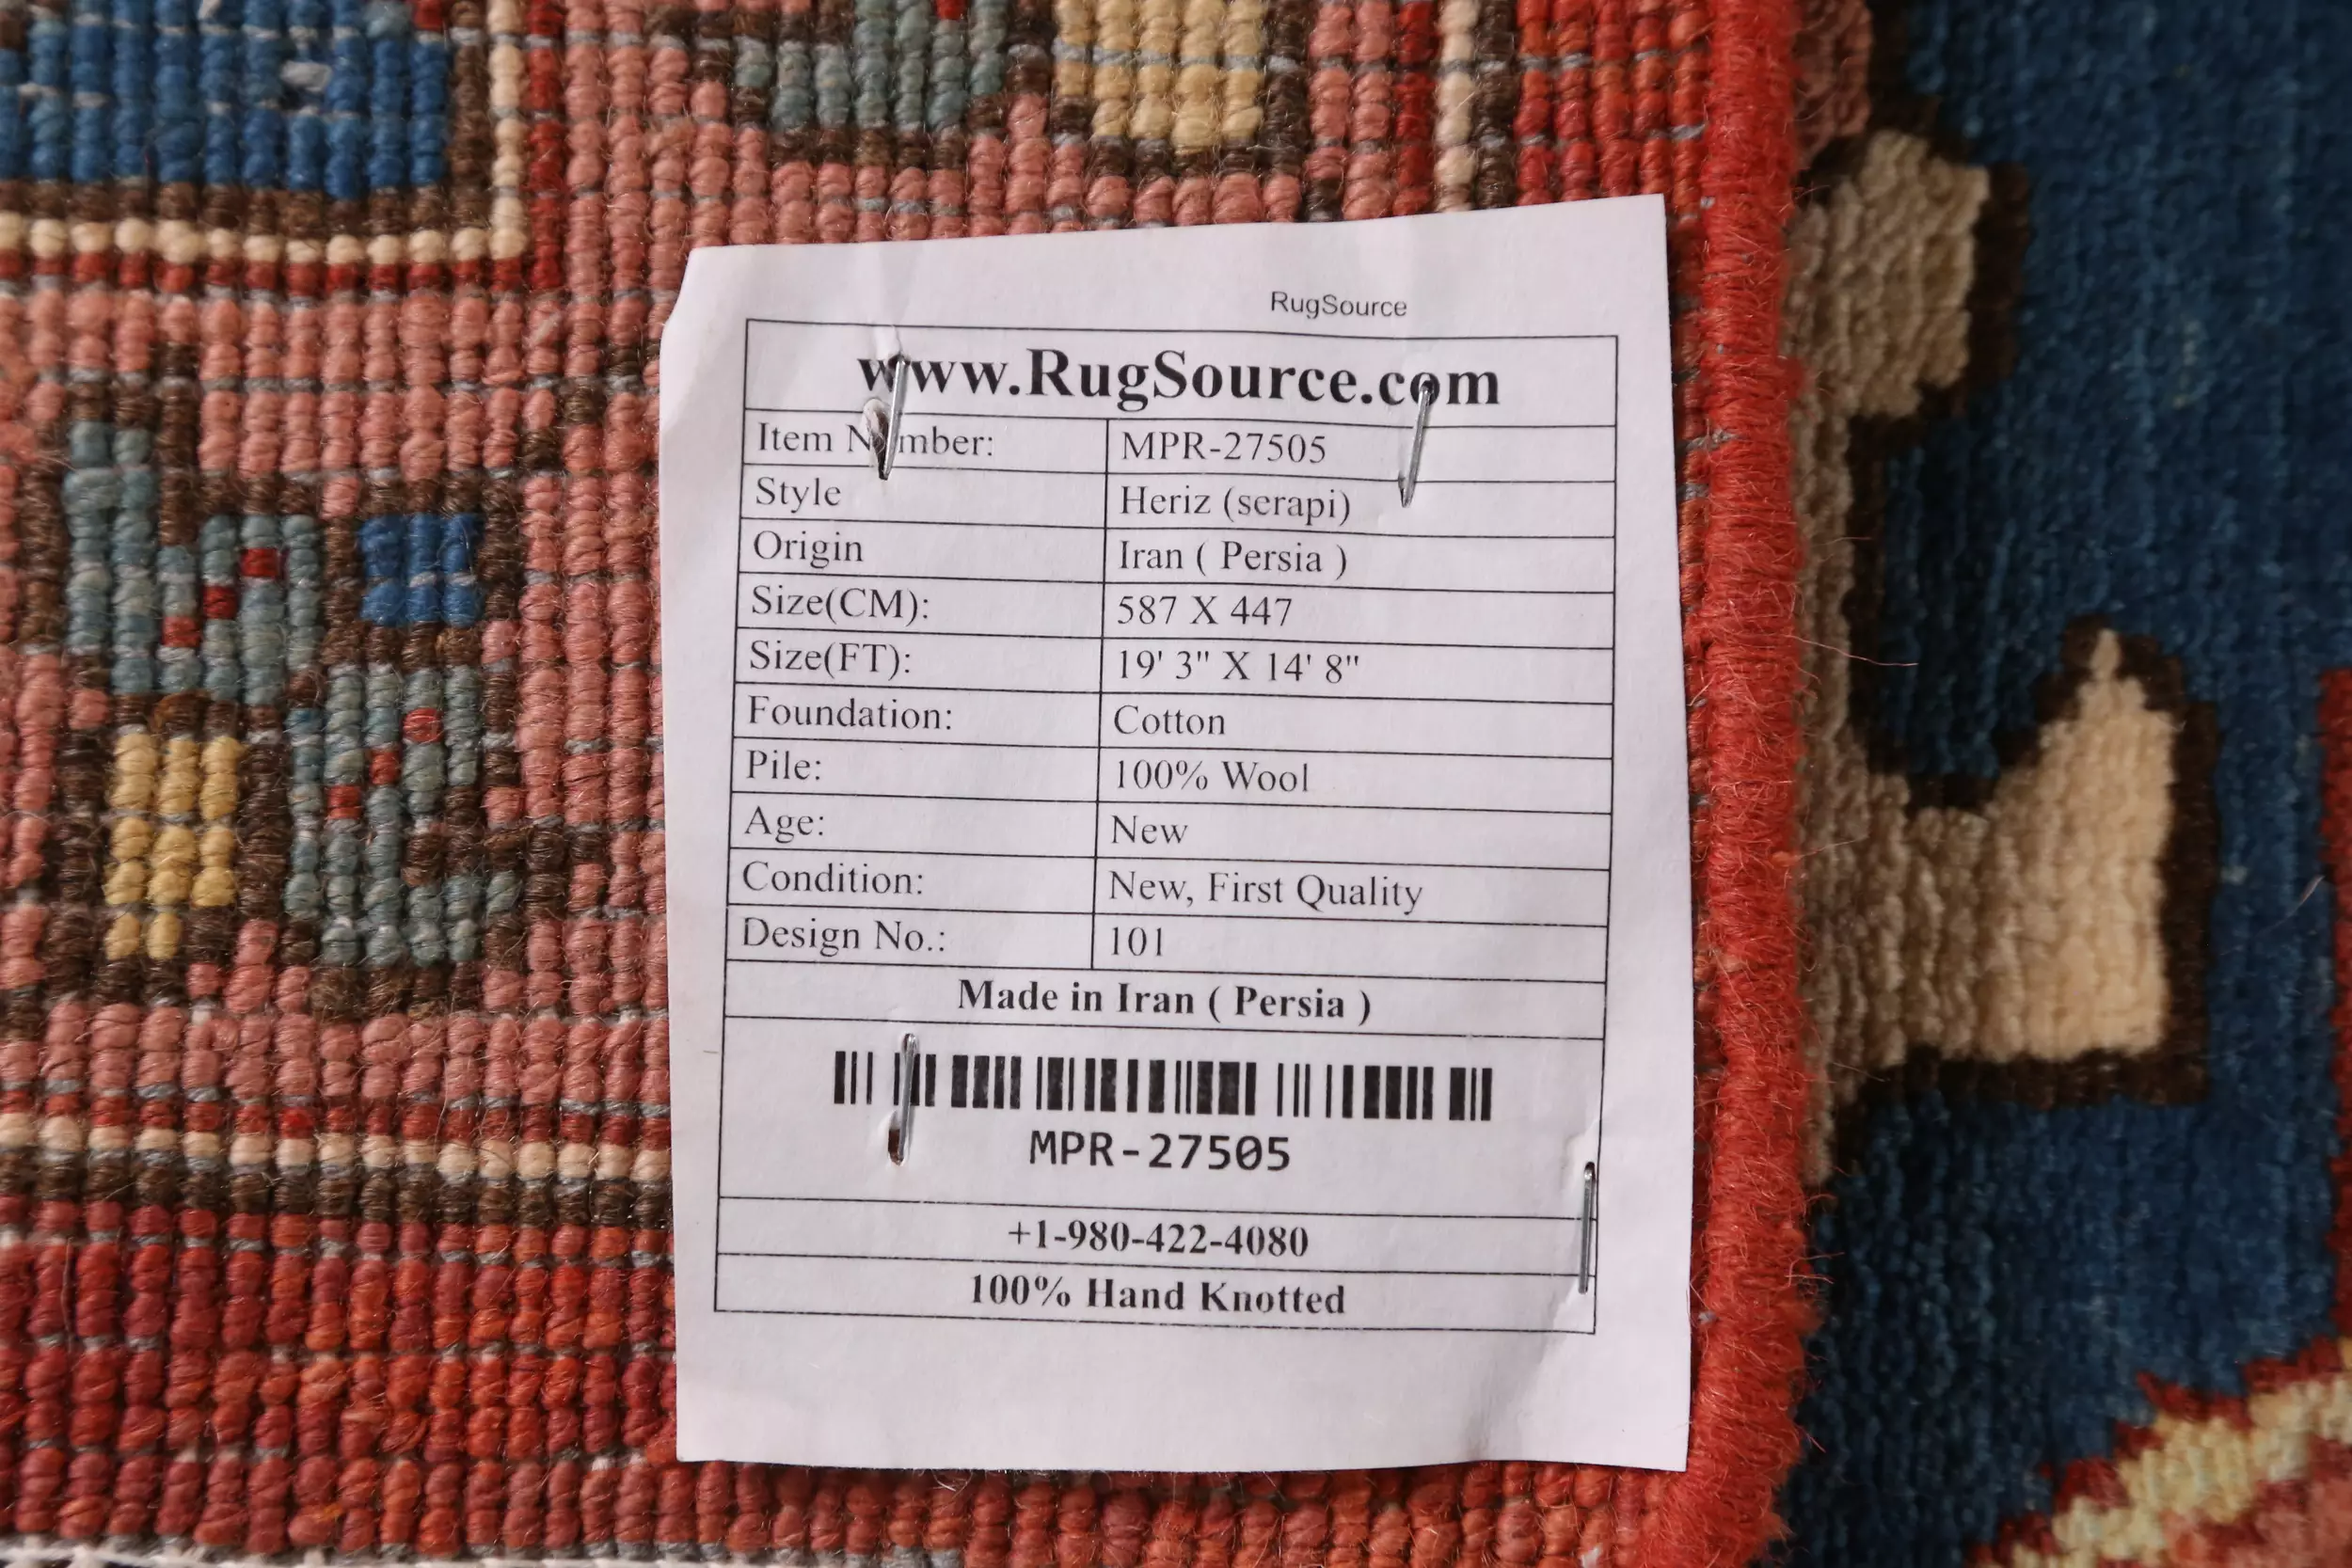 RugSource
www.RugSource.com
Item Number: MPR-27505
Style Heriz (serapi)
Origin Iran ( Persia )
Size(CM): 587 X 447
Size(FT): 19' 3" X 14' 8"
Foundation: Cotton
Pile: 100% Wool
Age: New
Condition: New, First Quality
Design No.: 101
Made in Iran ( Persia )
MPR-27505
+1-980-422-4080
100% Hand Knotted